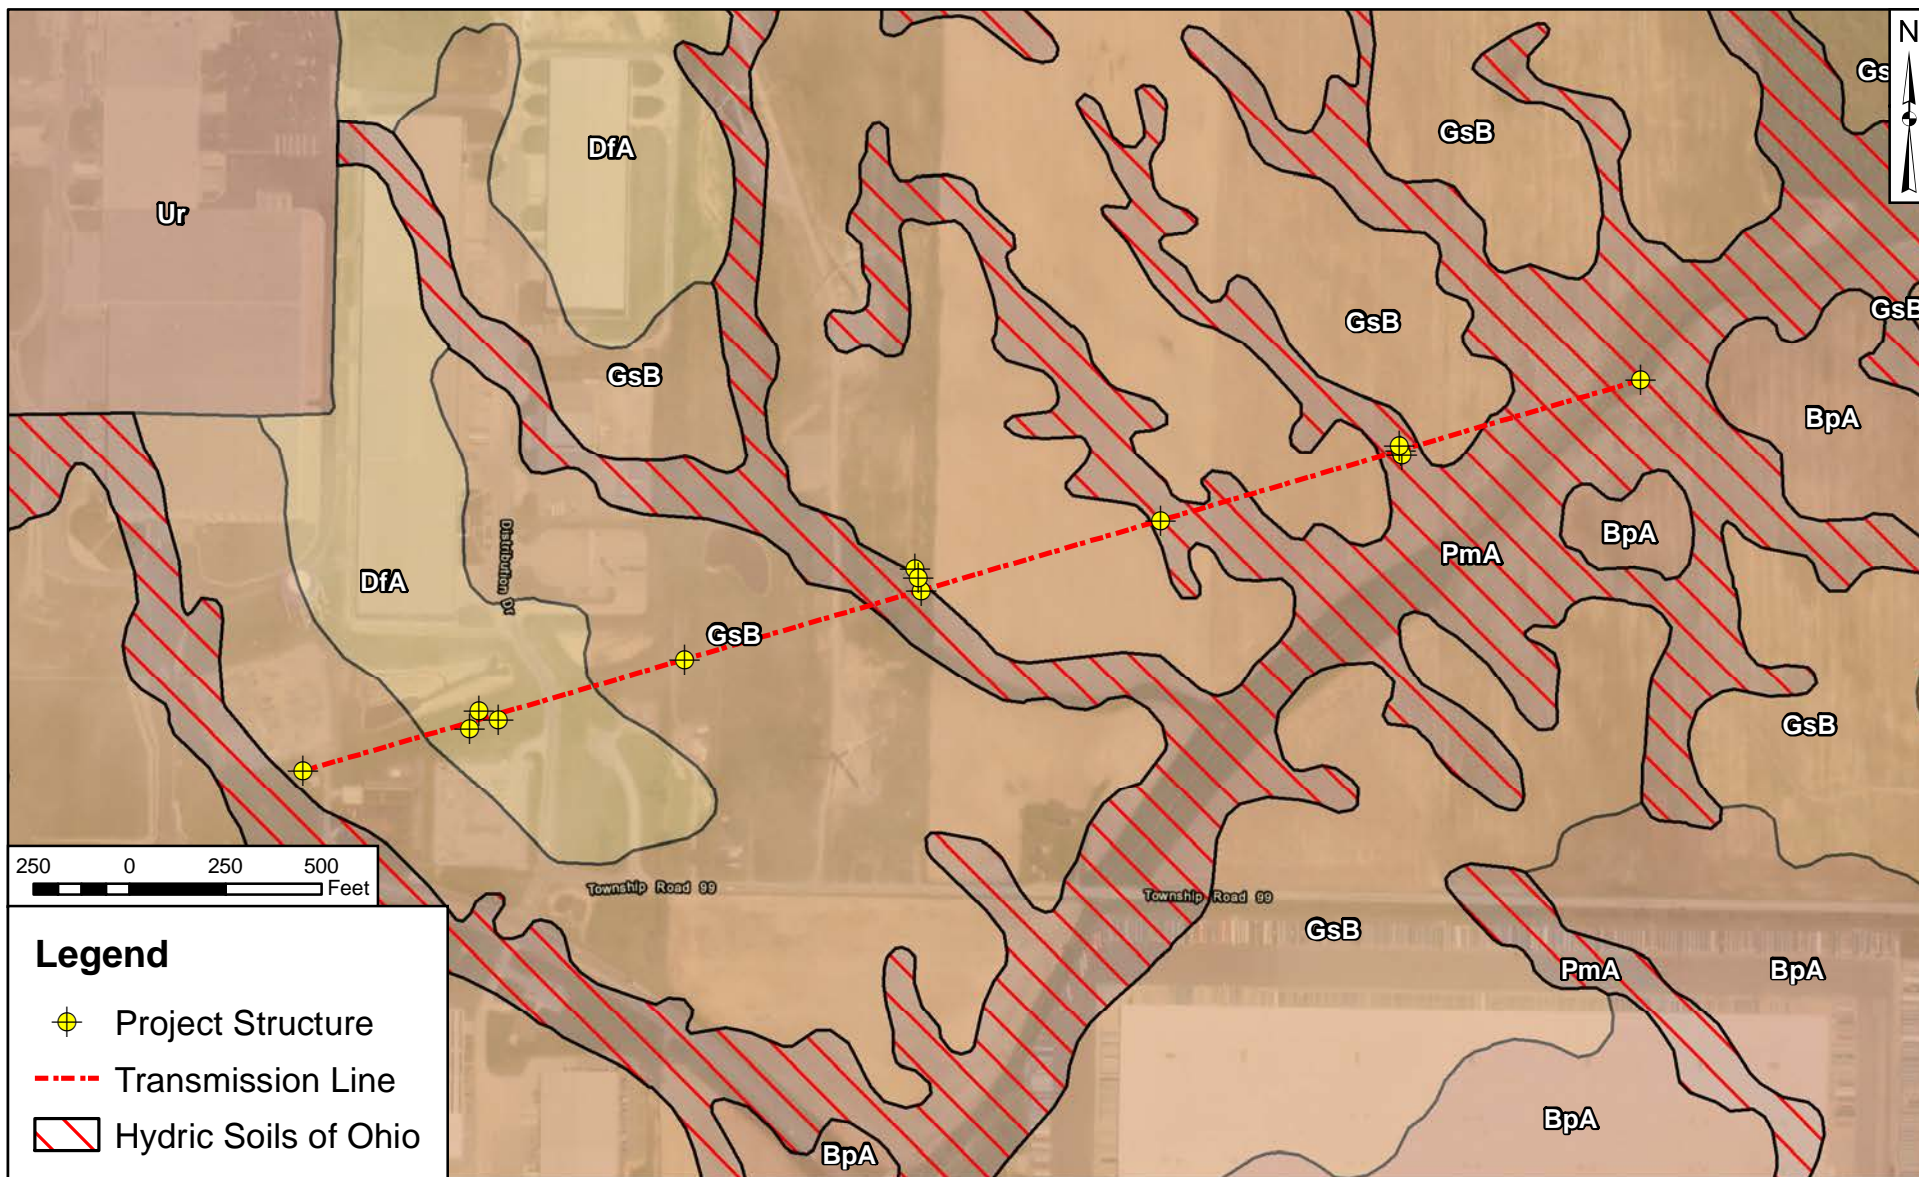 N
Gs
GsB
DfA
Ur
GsB
GsB
GsB
BpA
BpA
PmA
Distribution Dr
DfA
GsB
GsB
250 0 250 500
Feet
Township Road 99
Township Road 99
GsB
PmA
BpA
BpA
BpA
Legend
Project Structure
Transmission Line
Hydric Soils of Ohio